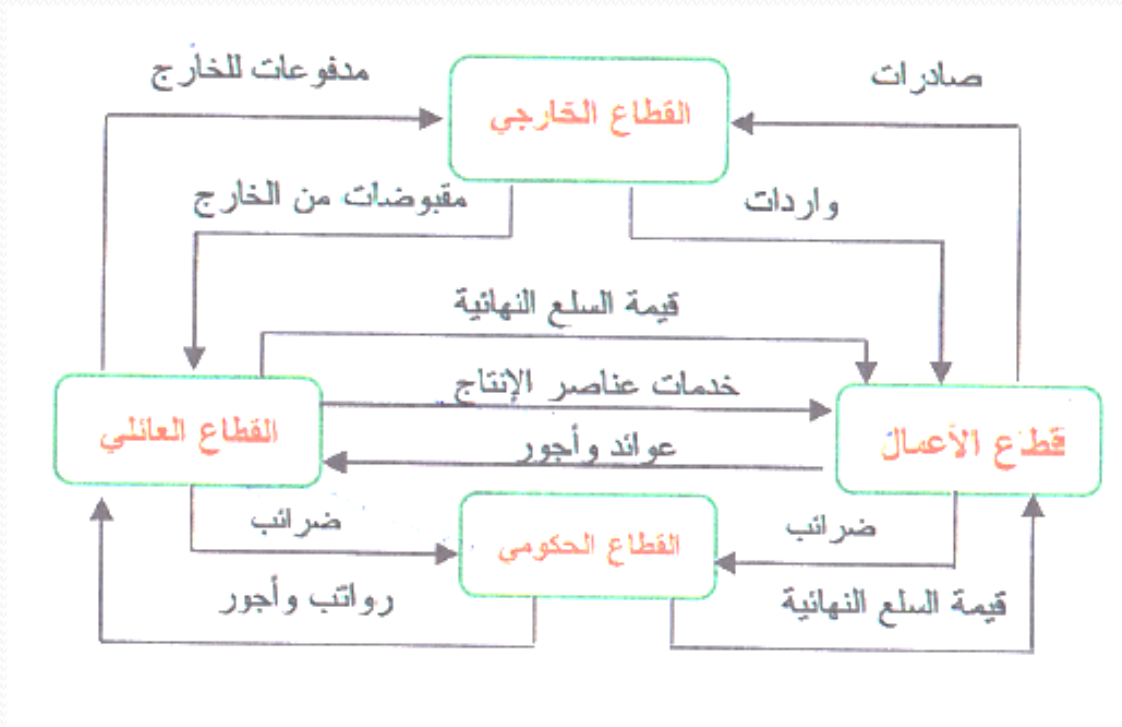 صادرات
مدفوعات للخارج
القطاع الخارجي
واردات
مقبوضات من الخارج
قيمة السلع النهائية
خدمات عناصر الإنتاج
قطاع الأعمال
القطاع العائلي
عوائد وأجور
ضرائب
القطاع الحكومي
ضرائب
قيمة السلع النهائية
رواتب وأجور